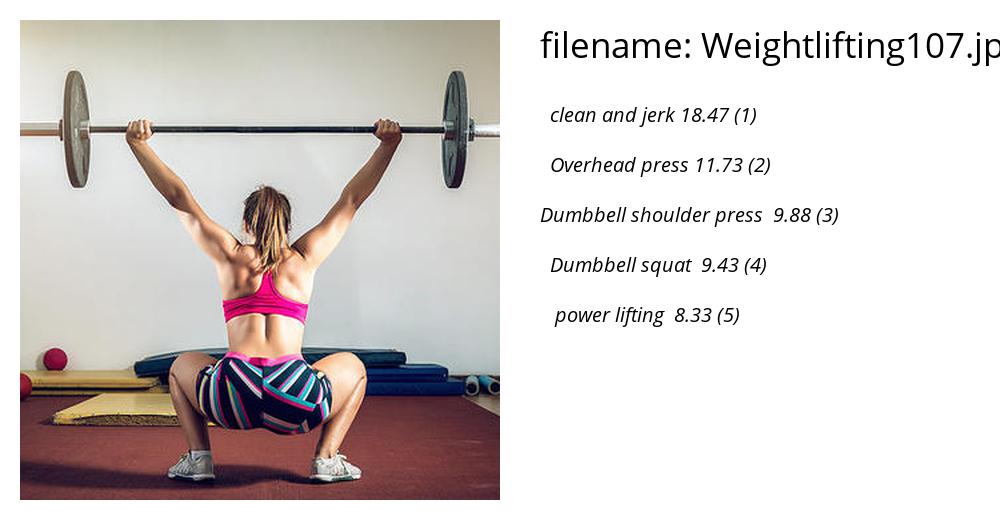 filename: Weightlifting107.jp
clean and jerk 18.47 (1)
Overhead press 11.73 (2)
Dumbbell shoulder press 9.88 (3)
Dumbbell squat 9.43 (4)
power lifting 8.33 (5)